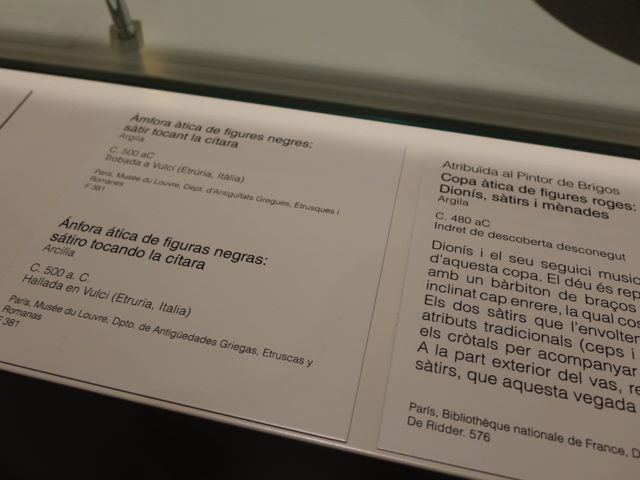 Àmfora àtica de figures negres:
sàtir tocant la cítara
Argila
C. 500 aC
Trobada a Vulci (Etrúria, Itàlia)
París, Musée du Louvre, Dept. d'Antiguitats Gregues, Etrusques i
Romanes
F 381
Ánfora ática de figuras negras:
sátiro tocando la cítara
Arcilla
C. 500 a. C.
Hallada en Vulci (Etruria, Italia)
París, Musée du Louvre, Dpto. de Antigüedades Griegas, Etruscas y
Romanas
F 381
Atribuïda al Pintor de Brigos
Copa àtica de figures roges:
Dionís, sàtirs i mènades
Argila
C. 480 aC
Indret de descoberta desconegut
Dionís i el seu seguici music
d'aquesta copa. El déu és rep
amb un bàrbiton de braços
inclinat cap enrere, la qual cos
Els dos sàtirs que l'envolten
atributs tradicionals (ceps i
els cròtals per acompanyar
A la part exterior del vas, re
sàtirs, que aquesta vegada
París, Bibliothèque nationale de France, D
De Ridder. 576